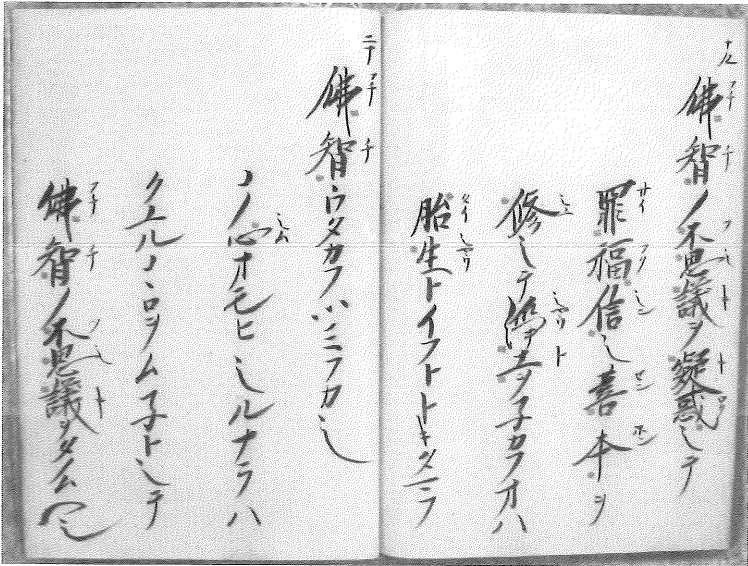 十九
佛智ノ不思議ヲ疑惑シテ
罪福信シ善本ヲ
修シテ淨土ヲ子カフオハ
胎生トイフトトキタマフ
二十
佛智ウタカフツミフカシ
コノ心オモヒシルナラハ
クユルコヽロヲムネトシテ
佛智ノ不思議ヲタノムヘシ